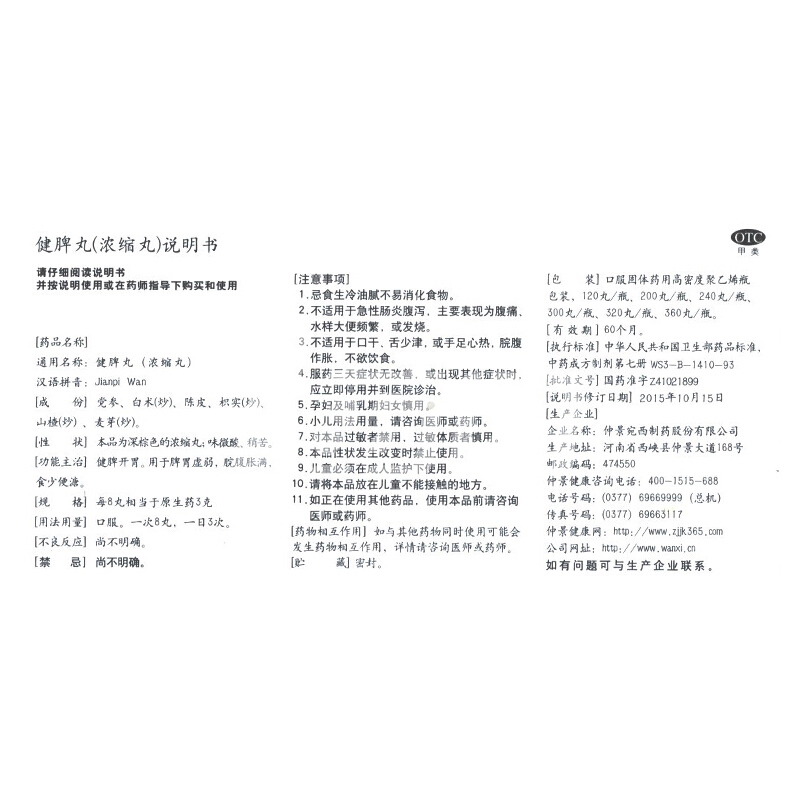 健脾丸(浓缩丸)说明书
请仔细阅读说明书
并按说明使用或在药师指导下购买和使用
[药品名称]
通用名称：健脾丸（浓缩丸）
汉语拼音：Jianpi Wan
[成　份] 党参、白术(炒)、陈皮、枳实(炒)、
山楂(炒)、麦芽(炒)。
[性　状] 本品为深棕色的浓缩丸；味微酸、稍苦。
[功能主治] 健脾开胃。用于脾胃虚弱，脘腹胀满，
食少便溏。
[规　格] 每8丸相当于原生药3克
[用法用量] 口服。一次8丸，一日3次。
[不良反应] 尚不明确。
[禁　忌] 尚不明确。
[注意事项]
1.忌食生冷油腻不易消化食物。
2.不适用于急性肠炎腹泻，主要表现为腹痛、
水样大便频繁，或发烧。
3.不适用于口干、舌少津，或手足心热，脘腹
作胀，不欲饮食。
4.服药三天症状无改善，或出现其他症状时，
应立即停用并到医院诊治。
5.孕妇及哺乳期妇女慎用。
6.小儿用法用量，请咨询医师或药师。
7.对本品过敏者禁用，过敏体质者慎用。
8.本品性状发生改变时禁止使用。
9.儿童必须在成人监护下使用。
10.请将本品放在儿童不能接触的地方。
11.如正在使用其他药品，使用本品前请咨询
医师或药师。
[药物相互作用] 如与其他药物同时使用可能会
发生药物相互作用，详情请咨询医师或药师。
[贮　藏] 密封。
OTC
甲类
[包　装] 口服固体药用高密度聚乙烯瓶
包装，120丸/瓶、200丸/瓶、240丸/瓶、
300丸/瓶、320丸/瓶、360丸/瓶。
[有 效 期] 60个月。
[执行标准] 中华人民共和国卫生部药品标准，
中药成方制剂第七册 WS3-B-1410-93
[批准文号] 国药准字Z41021899
[说明书修订日期] 2015年10月15日
[生产企业]
企业名称：仲景宛西制药股份有限公司
生产地址：河南省西峡县仲景大道168号
邮政编码：474550
仲景健康咨询电话：400-1515-688
电话号码：(0377) 69669999（总机）
传真号码：(0377) 69663117
仲景健康网：http://www.zjjk365.com
公司网址：http://www.wanxi.cn
如有问题可与生产企业联系。